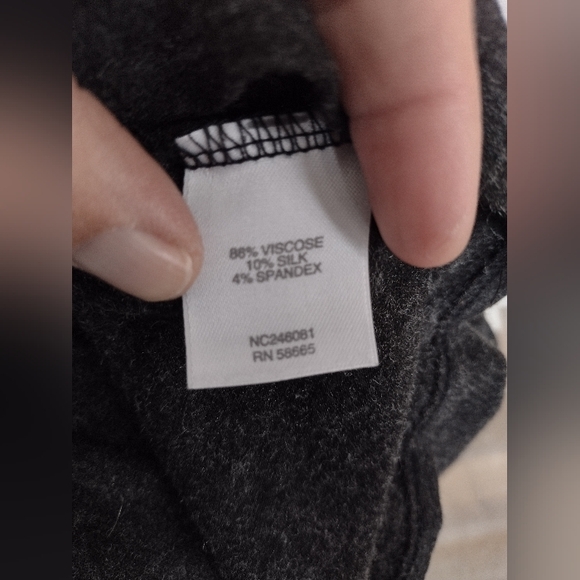 86% VISCOSE
10% SILK
4% SPANDEX
NC246081
RN 58665